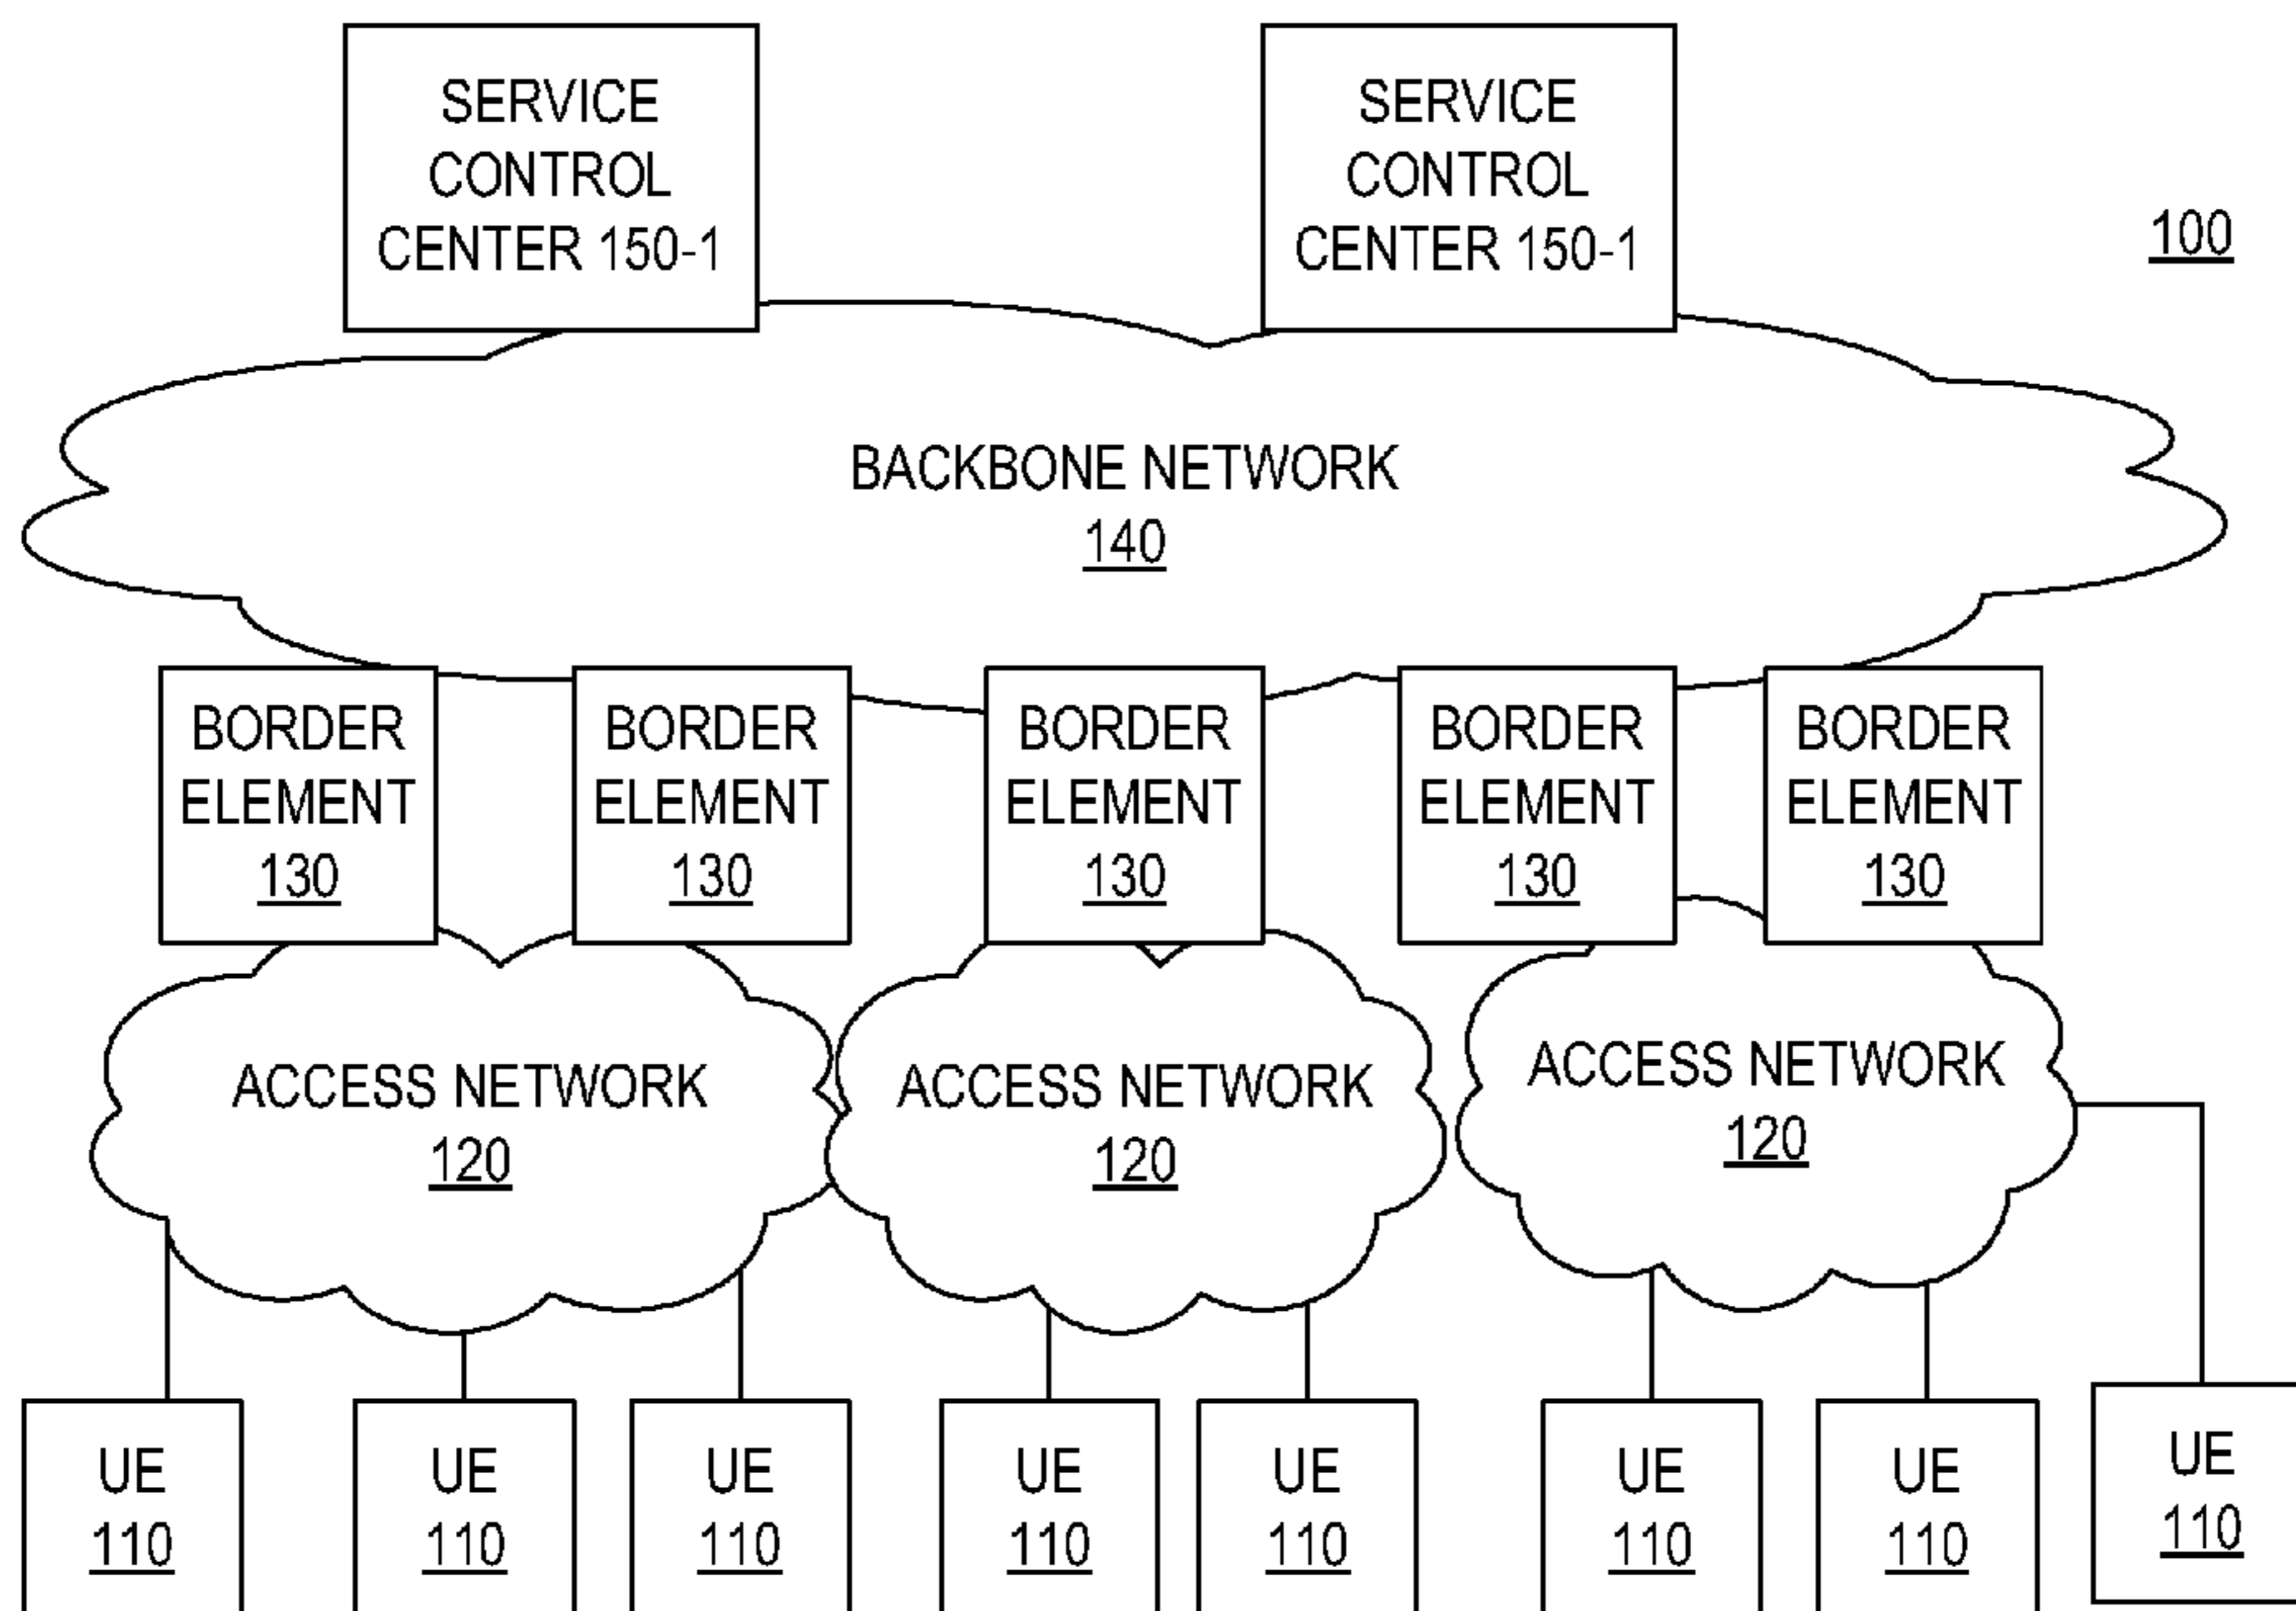 SERVICE
CONTROL
CENTER 150-1
SERVICE
CONTROL
CENTER 150-1
100
BACKBONE NETWORK
140
BORDER
ELEMENT
130
BORDER
ELEMENT
130
BORDER
ELEMENT
130
BORDER
ELEMENT
130
BORDER
ELEMENT
130
ACCESS NETWORK
120
ACCESS NETWORK
120
ACCESS NETWORK
120
UE
110
UE
110
UE
110
UE
110
UE
110
UE
110
UE
110
UE
110